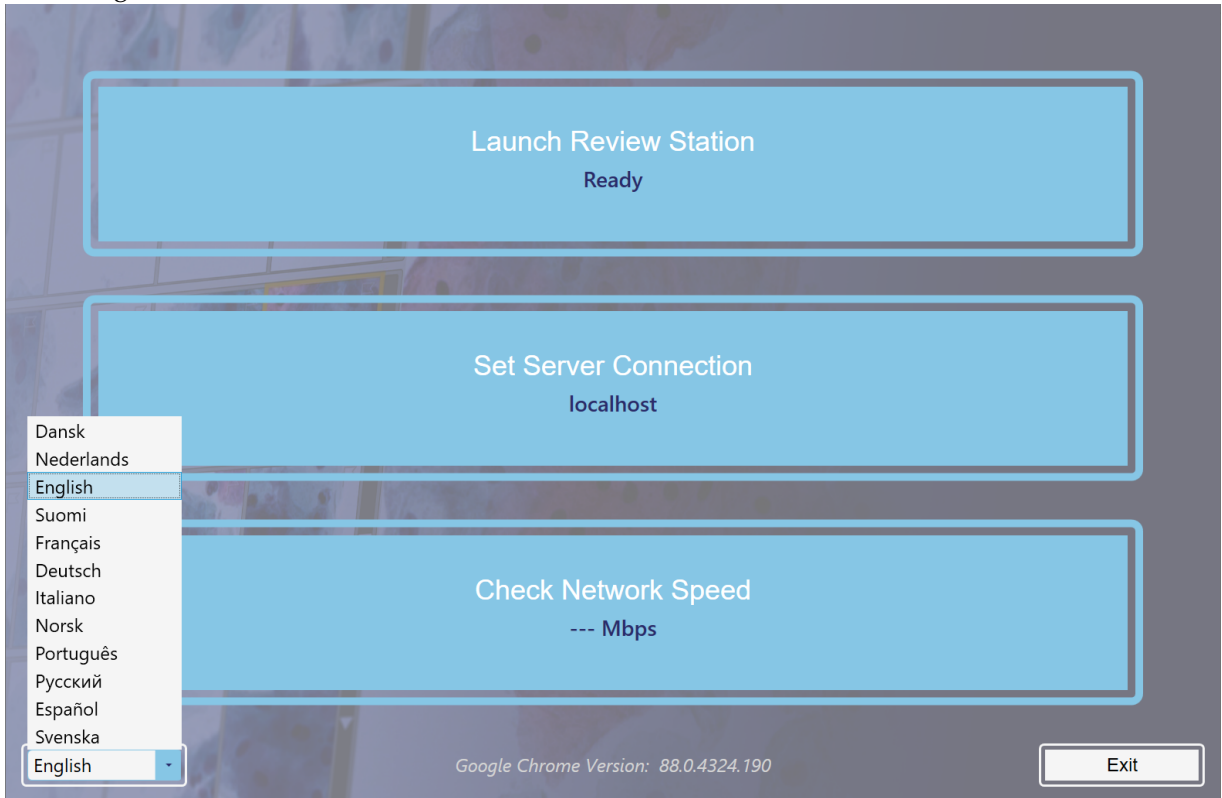 Launch Review Station
Ready
Set Server Connection
localhost
Dansk
Nederlands
English
Suomi
Français
Deutsch
Italiano
Norsk
Português
Русский
Español
Svenska
Check Network Speed
--- Mbps
English
Google Chrome Version: 88.0.4324.190
Exit